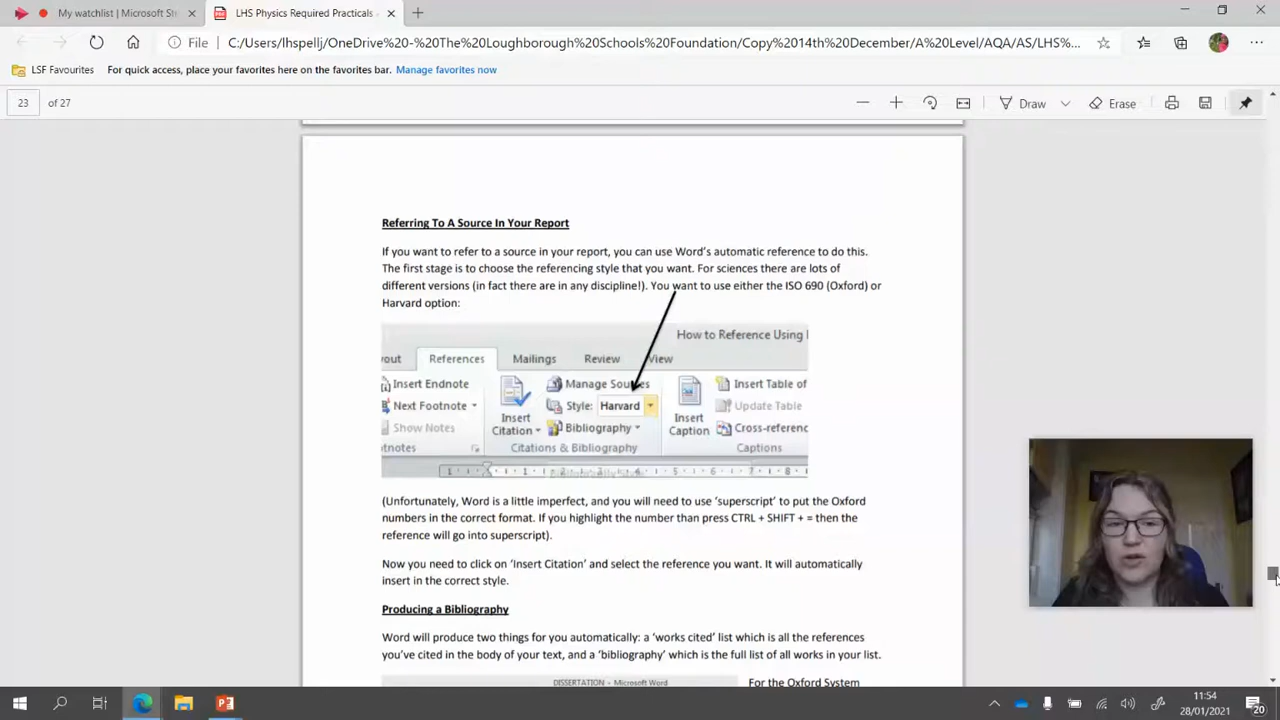 My watchlist | Microsoft St
LHS Physics Required Practicals
File
C:/Users/lhspellj/OneDrive%20-%20The%20Loughborough%20Schools%20Foundation/Copy%2014th%20December/A%20Level/AQA/AS/LHS%...
LSF Favourites
For quick access, place your favorites here on the favorites bar. Manage favorites now
23 of 27
Draw
Erase
Referring To A Source In Your Report
If you want to refer to a source in your report, you can use Word's automatic reference to do this.
The first stage is to choose the referencing style that you want. For sciences there are lots of
different versions (in fact there are in any discipline!). You want to use either the ISO 690 (Oxford) or
Harvard option:
How to Reference Using
out References Mailings Review View
Insert Endnote
Next Footnote
Show Notes
otnotes
Insert
Citation
Manage Sources
Style: Harvard
Bibliography
Citations & Bibliography
Insert
Caption
Insert Table of
Update Table
Cross-referenc
Captions
1 1 2 3 4 5 6 7 8
(Unfortunately, Word is a little imperfect, and you will need to use 'superscript' to put the Oxford
numbers in the correct format. If you highlight the number than press CTRL + SHIFT + = then the
reference will go into superscript).
Now you need to click on 'Insert Citation' and select the reference you want. It will automatically
insert in the correct style.
Producing a Bibliography
Word will produce two things for you automatically: a 'works cited' list which is all the references
you've cited in the body of your text, and a 'bibliography' which is the full list of all works in your list.
DISSERTATION - Microsoft Word
For the Oxford System
11:54
28/01/2021
20